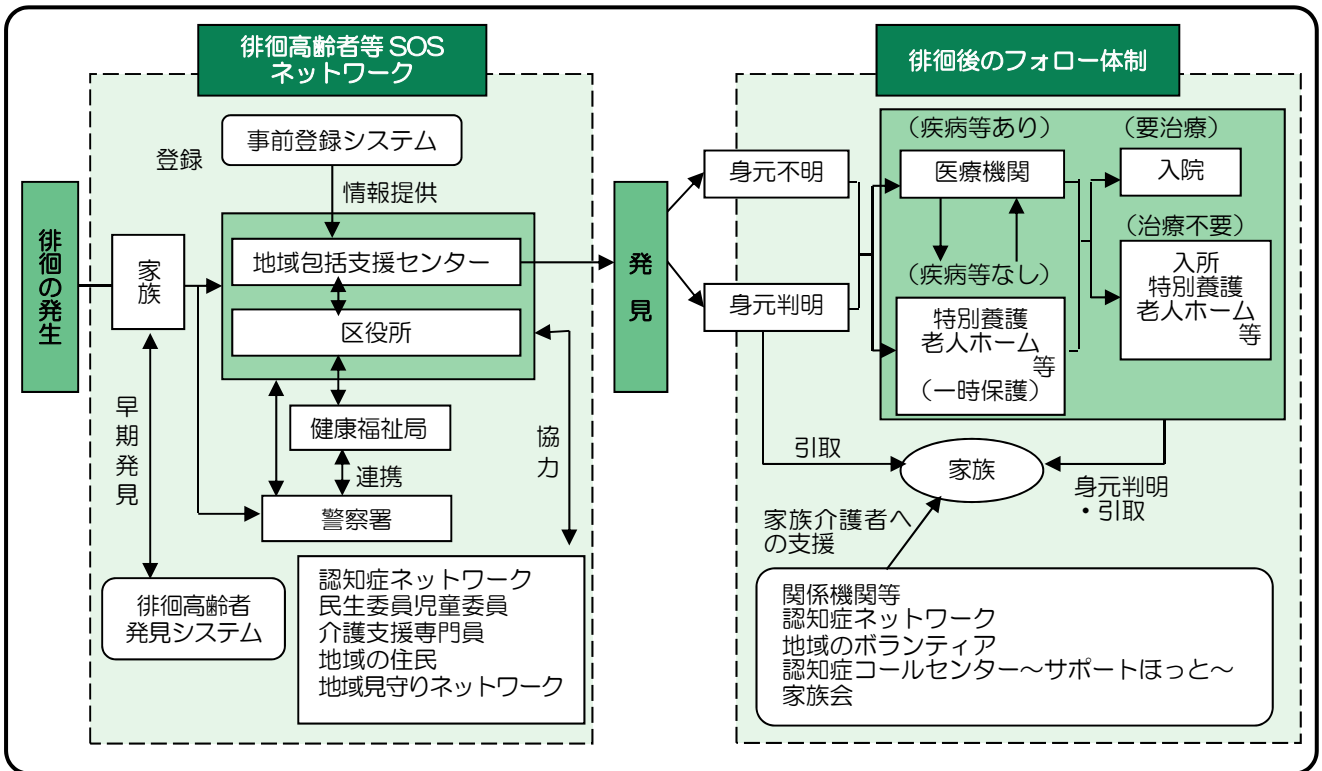 徘徊高齢者等 SOS
ネットワーク
徘徊の発生
登録
事前登録システム
情報提供
家族
地域包括支援センター
区役所
健康福祉局
連携
警察署
早期発見
協力
徘徊高齢者
発見システム
認知症ネットワーク
民生委員児童委員
介護支援専門員
地域の住民
地域見守りネットワーク
発見
徘徊後のフォロー体制
身元不明
身元判明
（疾病等あり）
医療機関
（疾病等なし）
特別養護
老人ホーム
等
（一時保護）
（要治療）
入院
（治療不要）
入所
特別養護
老人ホーム
等
引取
家族
身元判明
・引取
家族介護者へ
の支援
関係機関等
認知症ネットワーク
地域のボランティア
認知症コールセンター～サポートほっと～
家族会